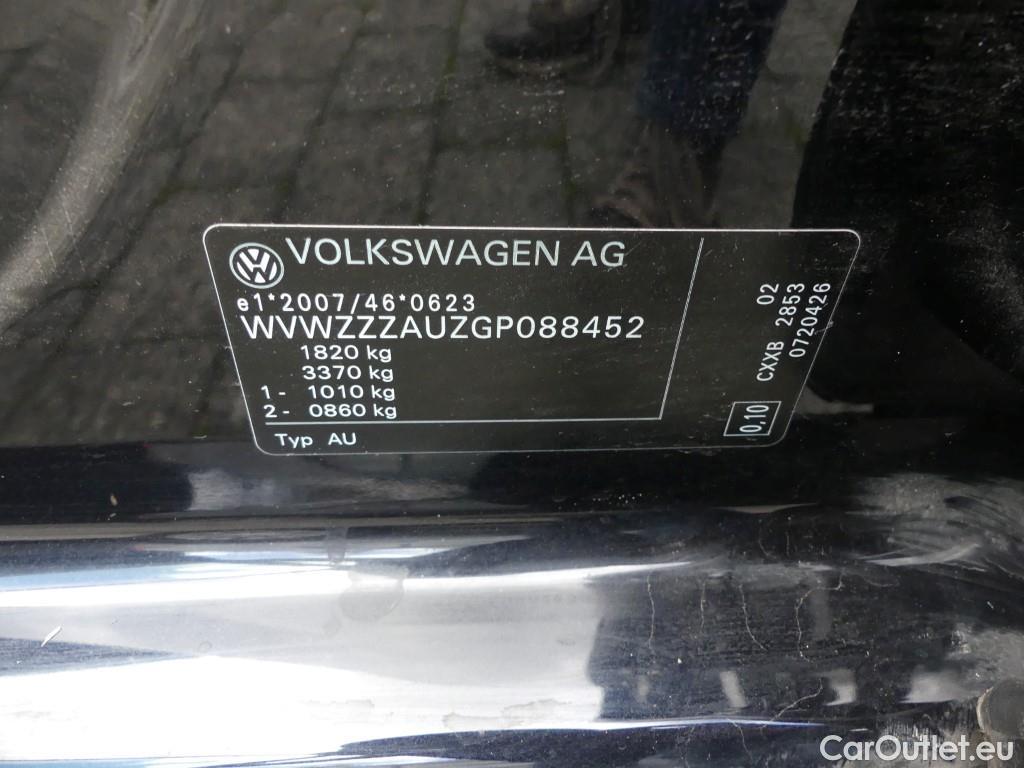 VOLKSWAGEN AG
e1*2007/46*0623
WVWZZZAUZGP088452
1820 kg
3370 kg
1- 1010 kg
2- 0860 kg
Typ AU
CXXB 2853 02
0720426
0,10
CarOutlet.eu